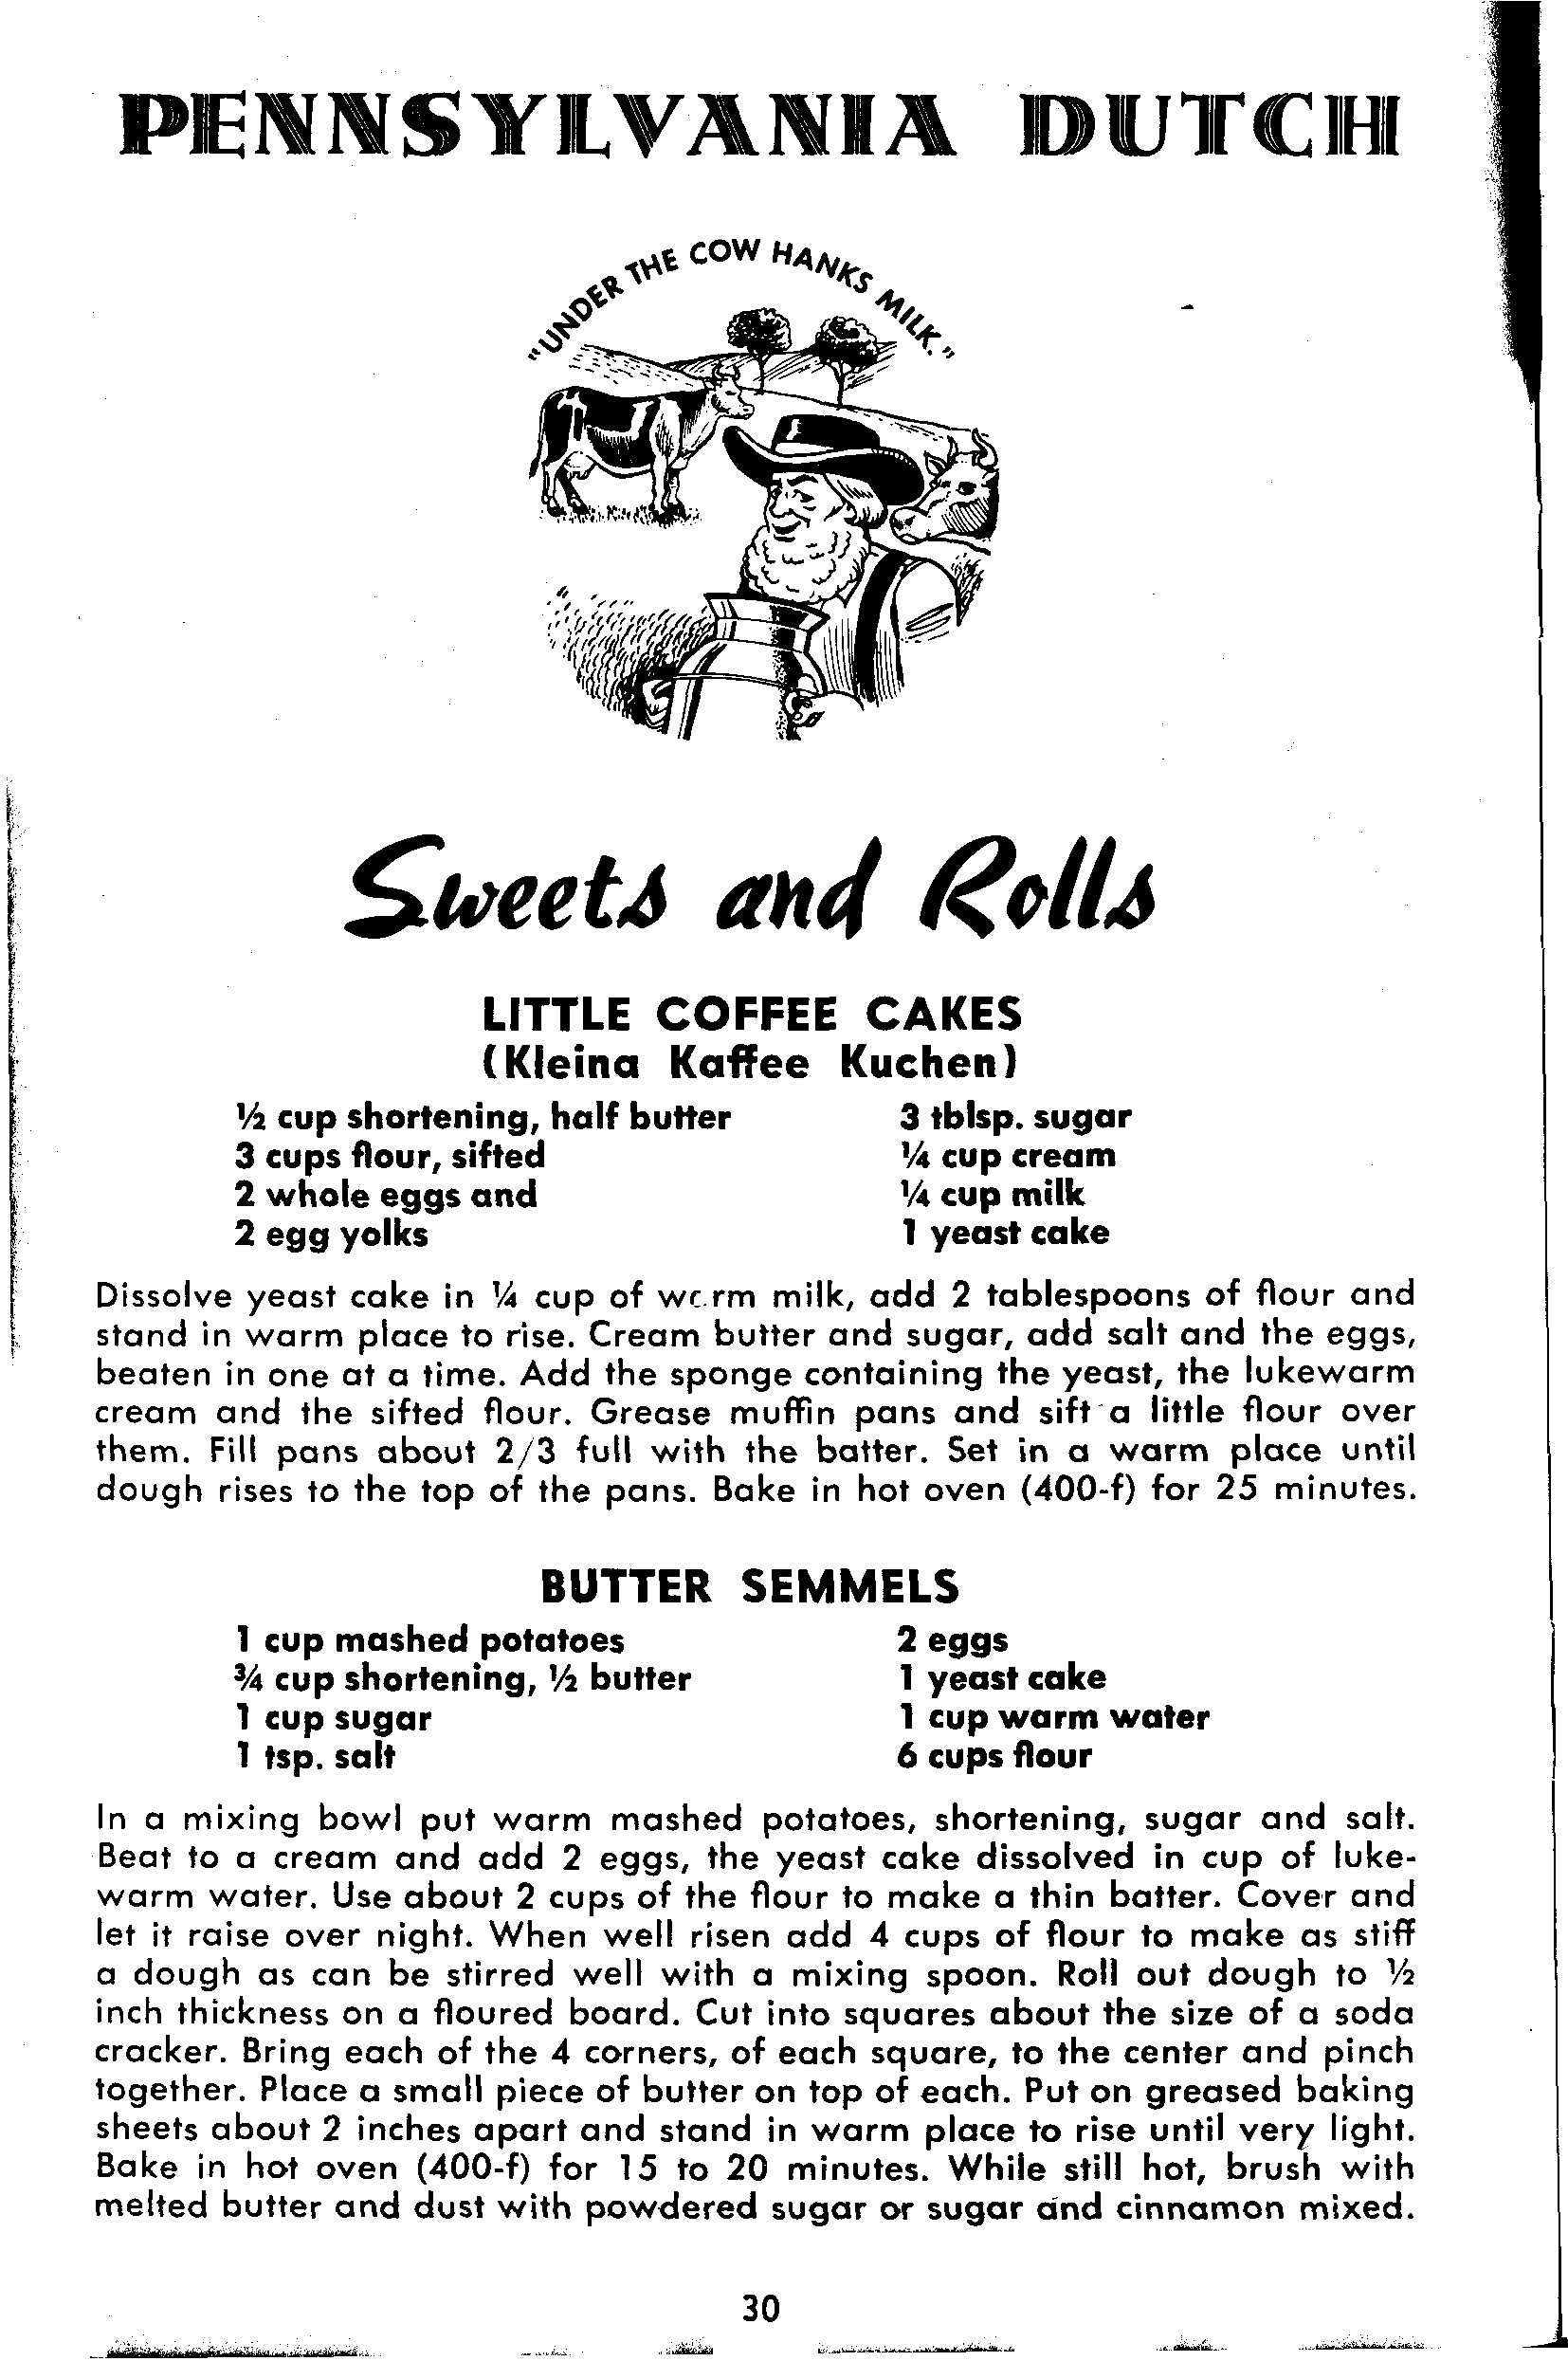 PENNSYLVANIA DUTCH
"UNDER THE COW HANKS MILK."
Sweets and Rolls
LITTLE COFFEE CAKES
(Kleina Kaffee Kuchen)
½ cup shortening, half butter
3 cups flour, sifted
2 whole eggs and
2 egg yolks
3 tblsp. sugar
¼ cup cream
¼ cup milk
1 yeast cake
Dissolve yeast cake in ¼ cup of warm milk, add 2 tablespoons of flour and
stand in warm place to rise. Cream butter and sugar, add salt and the eggs,
beaten in one at a time. Add the sponge containing the yeast, the lukewarm
cream and the sifted flour. Grease muffin pans and sift a little flour over
them. Fill pans about 2/3 full with the batter. Set in a warm place until
dough rises to the top of the pans. Bake in hot oven (400-f) for 25 minutes.
BUTTER SEMMELS
1 cup mashed potatoes
¾ cup shortening, ½ butter
1 cup sugar
1 tsp. salt
2 eggs
1 yeast cake
1 cup warm water
6 cups flour
In a mixing bowl put warm mashed potatoes, shortening, sugar and salt.
Beat to a cream and add 2 eggs, the yeast cake dissolved in cup of luke-
warm water. Use about 2 cups of the flour to make a thin batter. Cover and
let it raise over night. When well risen add 4 cups of flour to make as stiff
a dough as can be stirred well with a mixing spoon. Roll out dough to ½
inch thickness on a floured board. Cut into squares about the size of a soda
cracker. Bring each of the 4 corners, of each square, to the center and pinch
together. Place a small piece of butter on top of each. Put on greased baking
sheets about 2 inches apart and stand in warm place to rise until very light.
Bake in hot oven (400-f) for 15 to 20 minutes. While still hot, brush with
melted butter and dust with powdered sugar or sugar and cinnamon mixed.
30